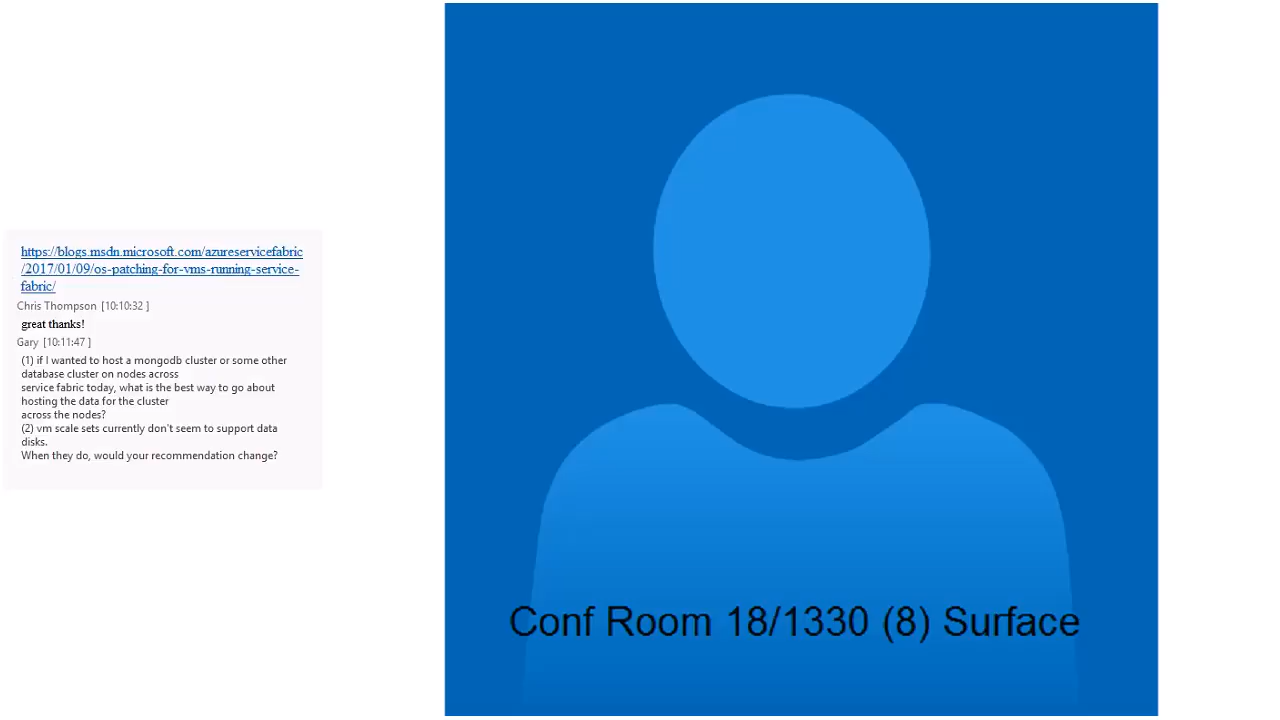 https://blogs.msdn.microsoft.com/azureservicefabric
/2017/01/09/os-patching-for-vms-running-service-
fabric/
Chris Thompson [10:10:32 ]
great thanks!
Gary [10:11:47 ]
(1) if I wanted to host a mongodb cluster or some other
database cluster on nodes across
service fabric today, what is the best way to go about
hosting the data for the cluster
across the nodes?
(2) vm scale sets currently don't seem to support data
disks.
When they do, would your recommendation change?
Conf Room 18/1330 (8) Surface